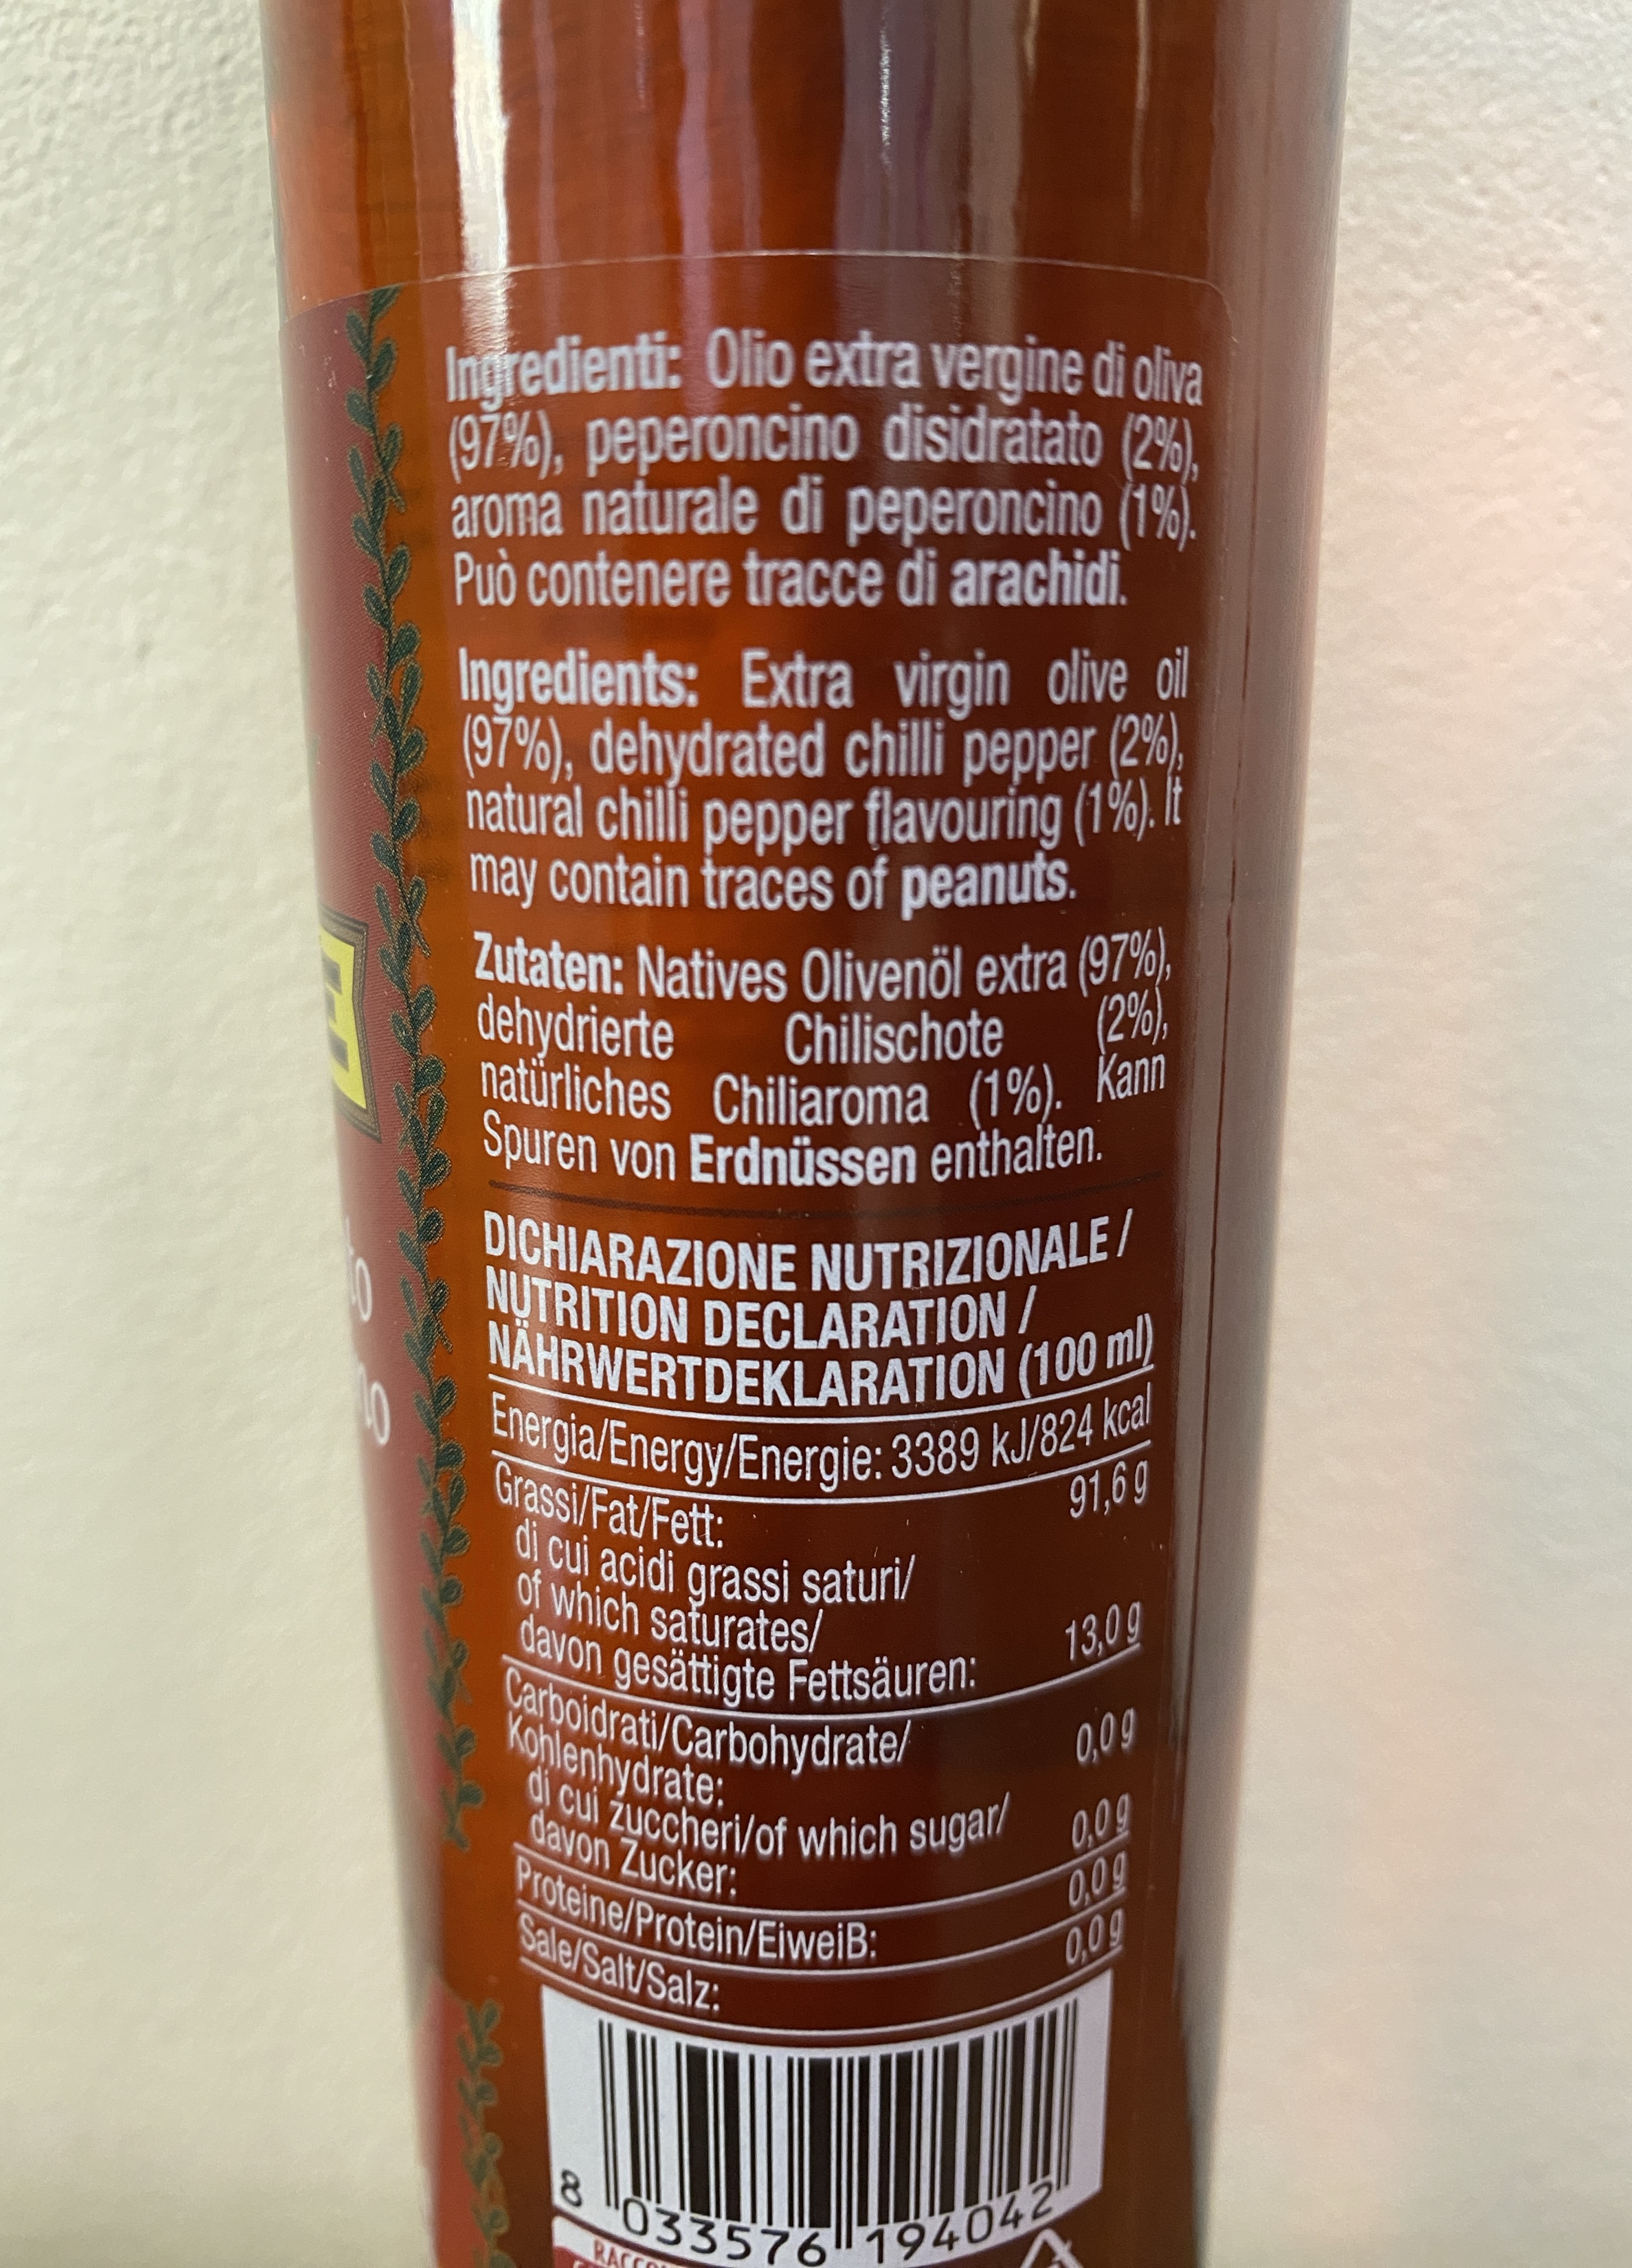 Ingredienti: Olio extra vergine di oliva
(97%), peperoncino disidratato (2%),
aroma naturale di peperoncino (1%).
Può contenere tracce di arachidi.
Ingredients: Extra virgin olive oil
(97%), dehydrated chilli pepper (2%),
natural chilli pepper flavouring (1%). It
may contain traces of peanuts.
Zutaten: Natives Olivenöl extra (97%),
dehydrierte Chilischote (2%),
natürliches Chiliaroma (1%). Kann
Spuren von Erdnüssen enthalten.
DICHIARAZIONE NUTRIZIONALE /
NUTRITION DECLARATION /
NÄHRWERTDEKLARATION (100 ml)
Energia/Energy/Energie: 3389 kJ/824 kcal
Grassi/Fat/Fett: 91,6 g
di cui acidi grassi saturi/
of which saturates/
davon gesättigte Fettsäuren: 13,0 g
Carboidrati/Carbohydrate/
Kohlenhydrate: 0,0 g
di cui zuccheri/of which sugar/
davon Zucker: 0,0 g
Proteine/Protein/EiweiB: 0,0 g
Sale/Salt/Salz: 0,0 g
8 033576 194042